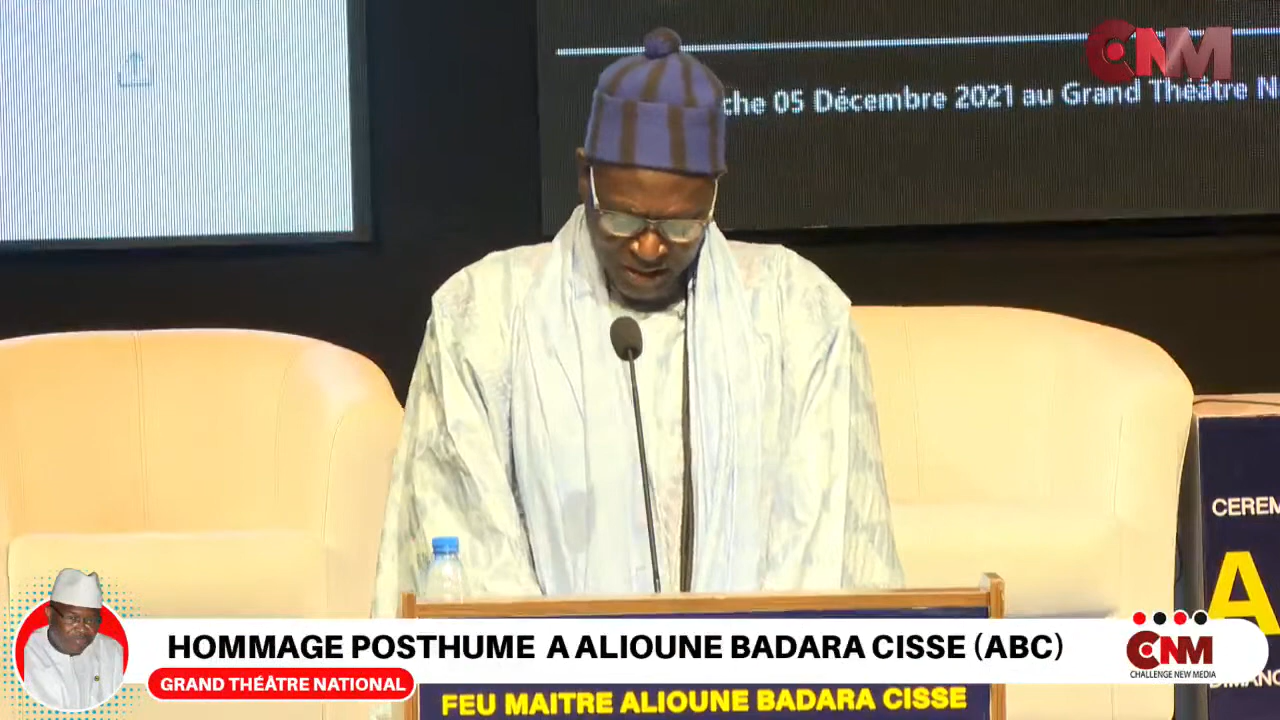 CNM
che 05 Décembre 2021 au Grand Théâtre N
CEREM
A
HOMMAGE POSTHUME A ALIOUNE BADARA CISSE (ABC)
GRAND THÉÂTRE NATIONAL
CNM
CHALLENGE NEW MEDIA
FEU MAITRE ALIOUNE BADARA CISSE